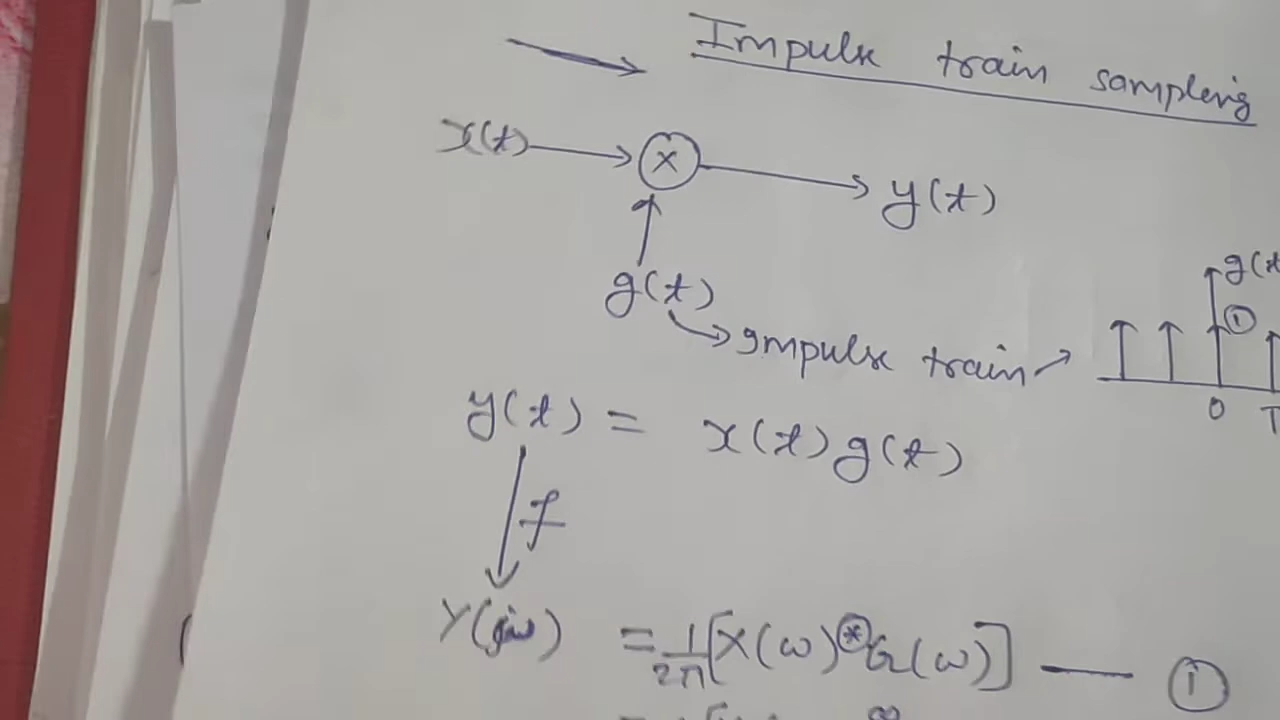 Impulse train sampling
x(t) → ⊗ → y(t)
↑
g(t)
→ Impulse train → g(t
①
0 T
y(t) = x(t)g(t)
↓ F
Y(jω) = 1/2π [X(ω) ⊛ G(ω)] — ①